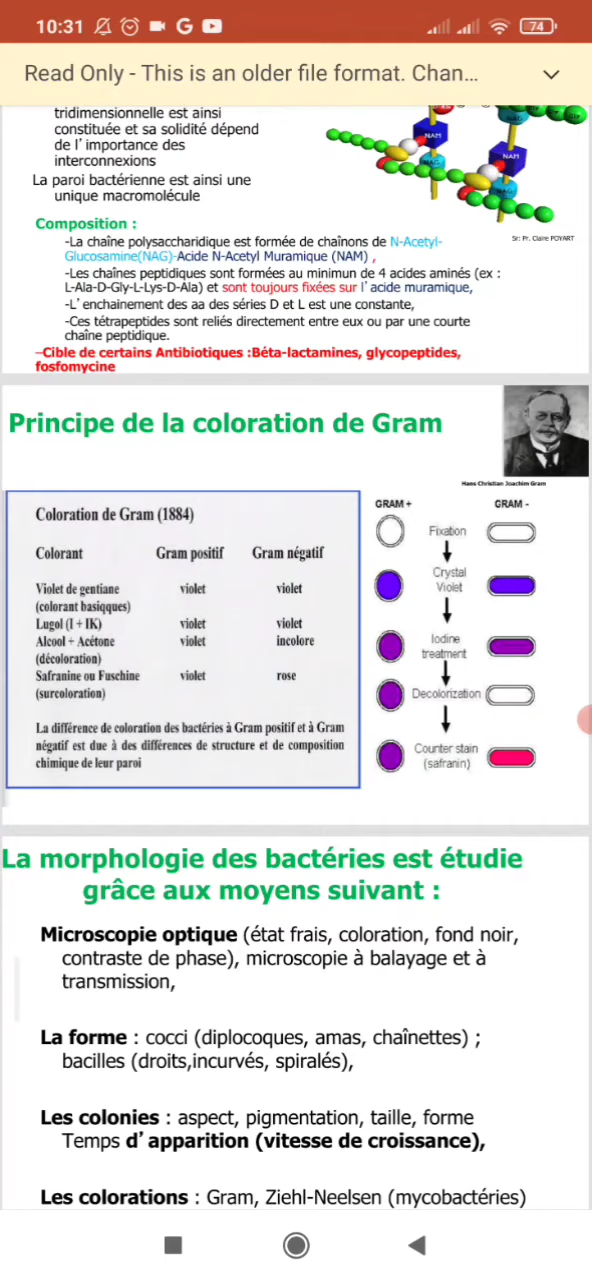 10:31 G 74
Read Only - This is an older file format. Chan...
tridimensionnelle est ainsi
constituée et sa solidité dépend
de l'importance des
interconnexions
La paroi bactérienne est ainsi une
unique macromolécule
NAM
NAG
NAG
NAM
NAG
Sr: Pr. Claire POYART
Composition :
-La chaîne polysaccharidique est formée de chaînons de N-Acetyl-
Glucosamine(NAG)-Acide N-Acetyl Muramique (NAM) ,
-Les chaînes peptidiques sont formées au minimun de 4 acides aminés (ex :
L-Ala-D-Gly-L-Lys-D-Ala) et sont toujours fixées sur l'acide muramique,
-L'enchainement des aa des séries D et L est une constante,
-Ces tétrapeptides sont reliés directement entre eux ou par une courte
chaîne peptidique.
–Cible de certains Antibiotiques :Béta-lactamines, glycopeptides,
fosfomycine
Principe de la coloration de Gram
Hans Christian Joachim Gram
Coloration de Gram (1884)
Colorant Gram positif Gram négatif
Violet de gentiane violet violet
(colorant basiqques)
Lugol (I + IK) violet violet
Alcool + Acétone violet incolore
(décoloration)
Safranine ou Fuschine violet rose
(surcoloration)
La différence de coloration des bactéries à Gram positif et à Gram
négatif est due à des différences de structure et de composition
chimique de leur paroi
GRAM + GRAM -
Fixation
Crystal
Violet
Iodine
treatment
Decolorization
Counter stain
(safranin)
La morphologie des bactéries est étudie
grâce aux moyens suivant :
Microscopie optique (état frais, coloration, fond noir,
contraste de phase), microscopie à balayage et à
transmission,
La forme : cocci (diplocoques, amas, chaînettes) ;
bacilles (droits,incurvés, spiralés),
Les colonies : aspect, pigmentation, taille, forme
Temps d'apparition (vitesse de croissance),
Les colorations : Gram, Ziehl-Neelsen (mycobactéries)